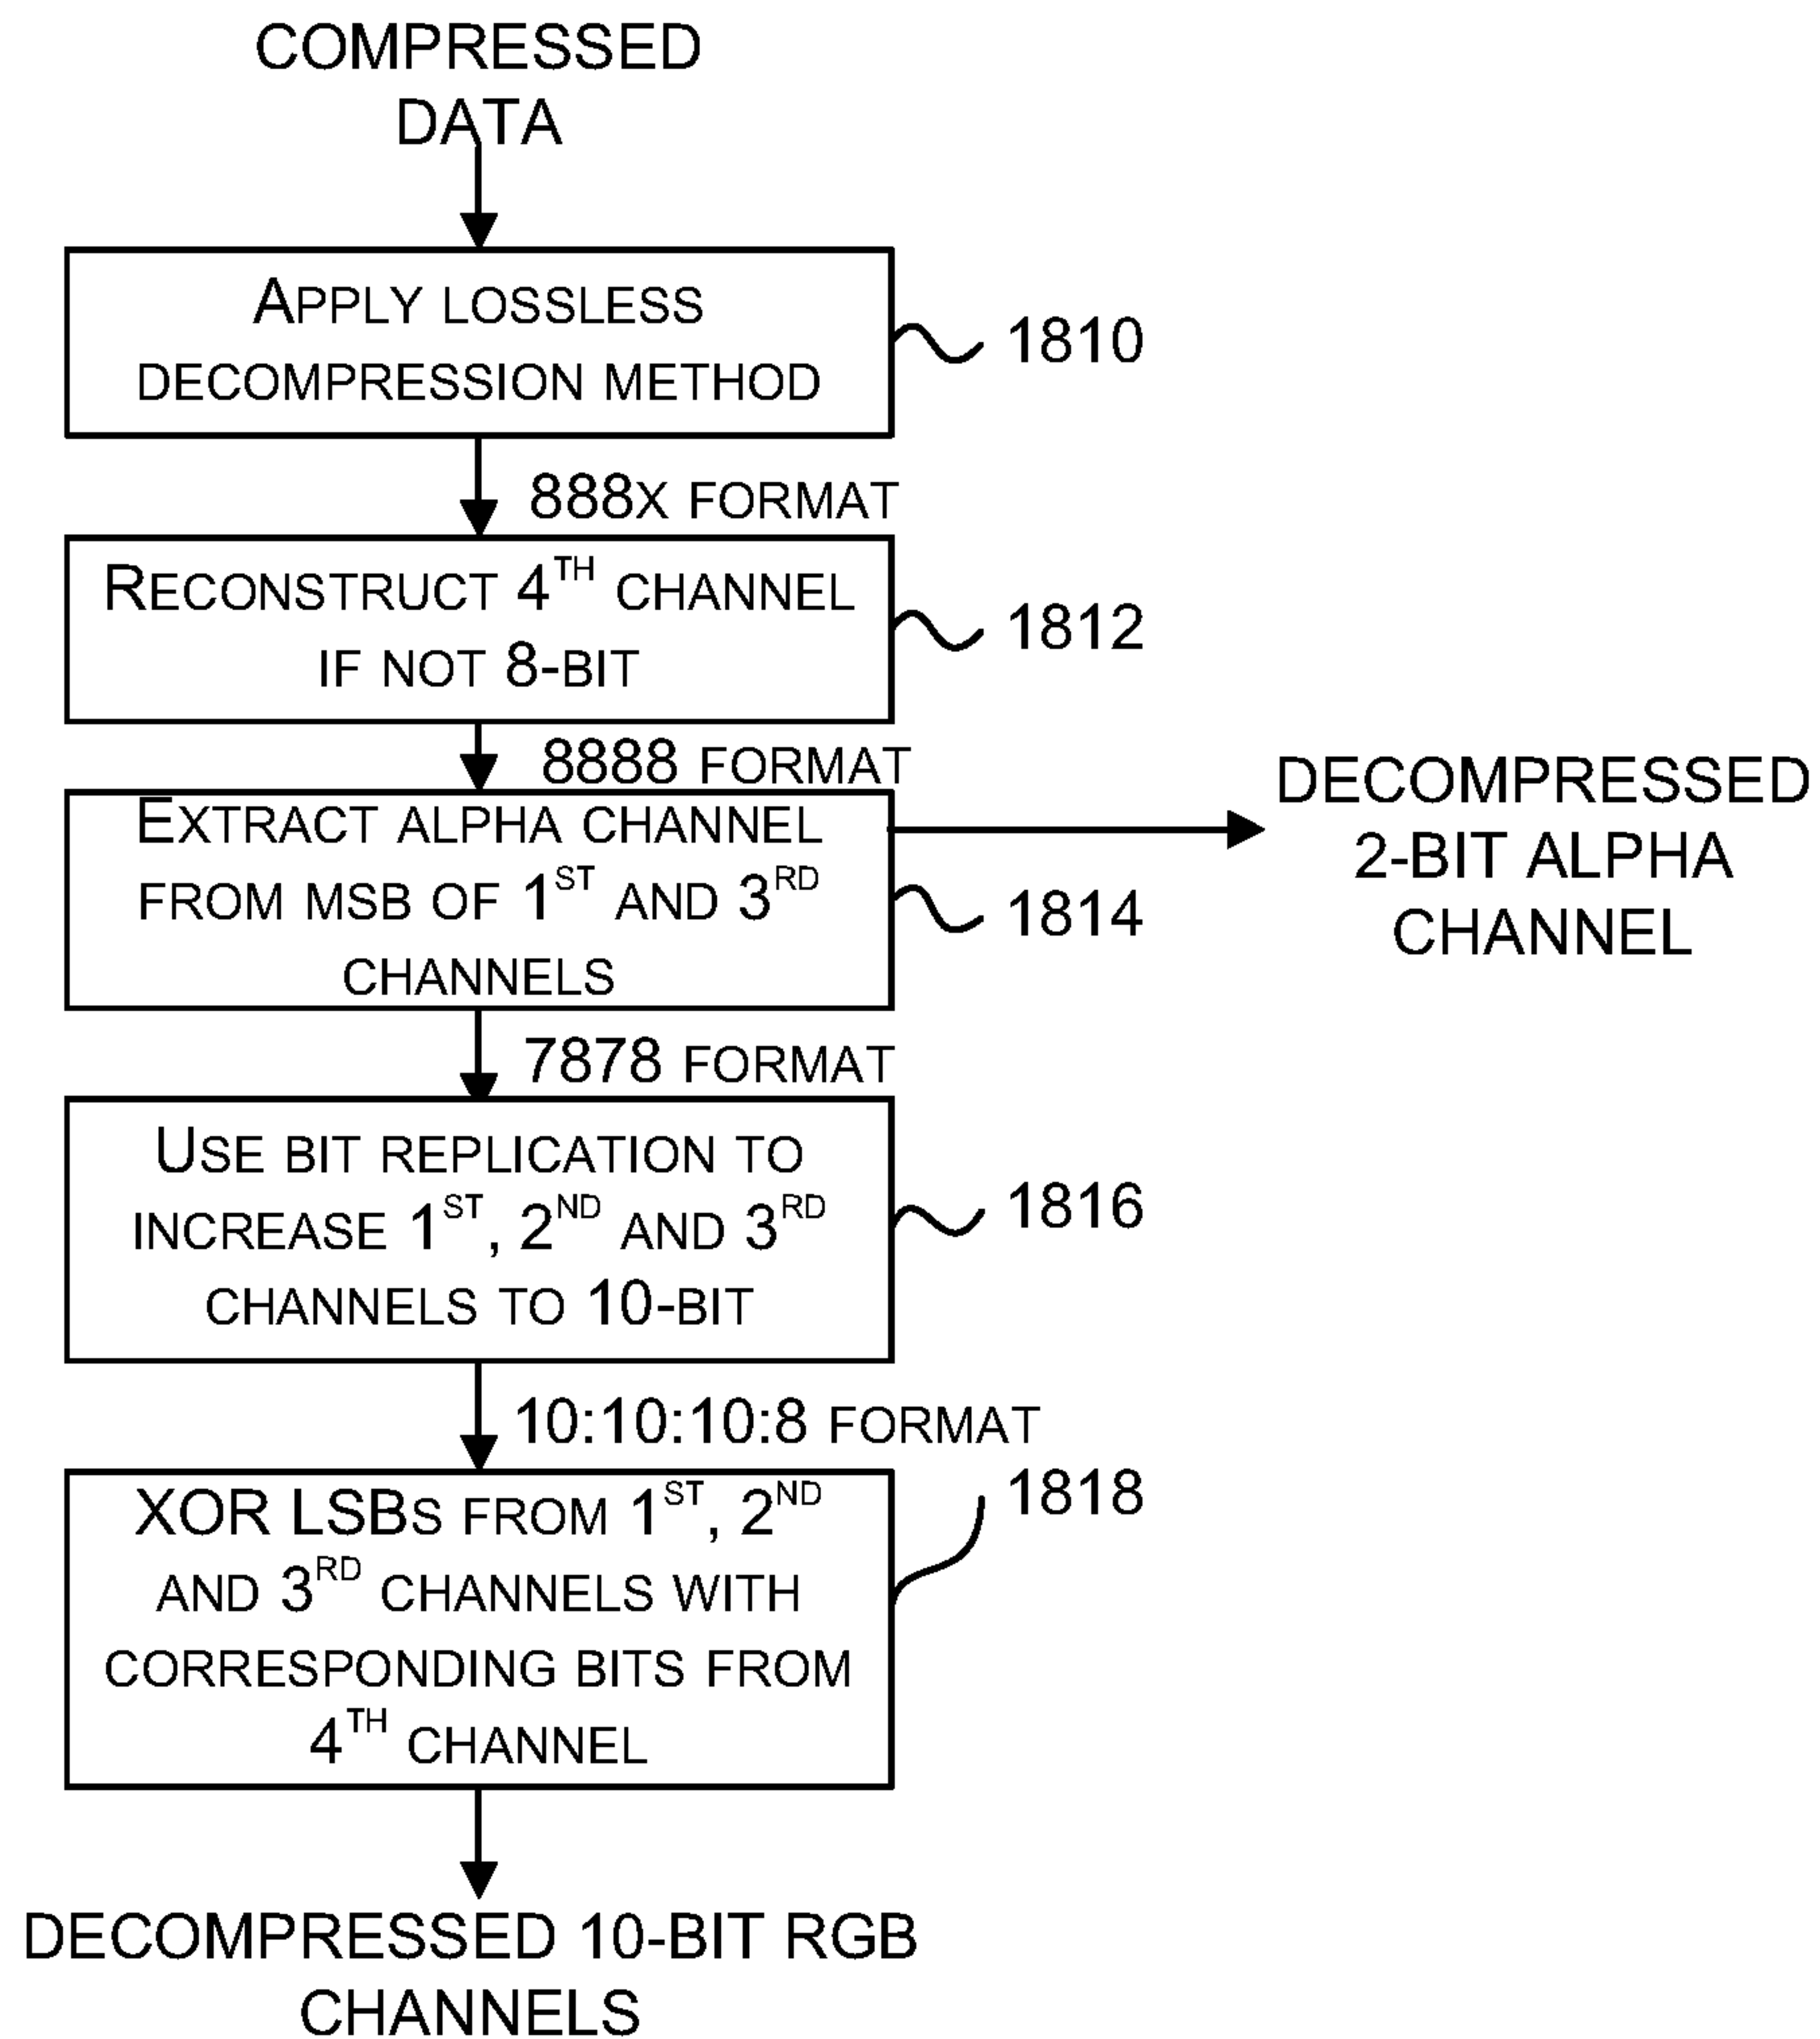 COMPRESSED
DATA
APPLY LOSSLESS
DECOMPRESSION METHOD
1810
888X FORMAT
RECONSTRUCT 4TH CHANNEL
IF NOT 8-BIT
1812
8888 FORMAT
EXTRACT ALPHA CHANNEL
FROM MSB OF 1ST AND 3RD
CHANNELS
1814
DECOMPRESSED
2-BIT ALPHA
CHANNEL
7878 FORMAT
USE BIT REPLICATION TO
INCREASE 1ST, 2ND AND 3RD
CHANNELS TO 10-BIT
1816
10:10:10:8 FORMAT
XOR LSBS FROM 1ST, 2ND
AND 3RD CHANNELS WITH
CORRESPONDING BITS FROM
4TH CHANNEL
1818
DECOMPRESSED 10-BIT RGB
CHANNELS